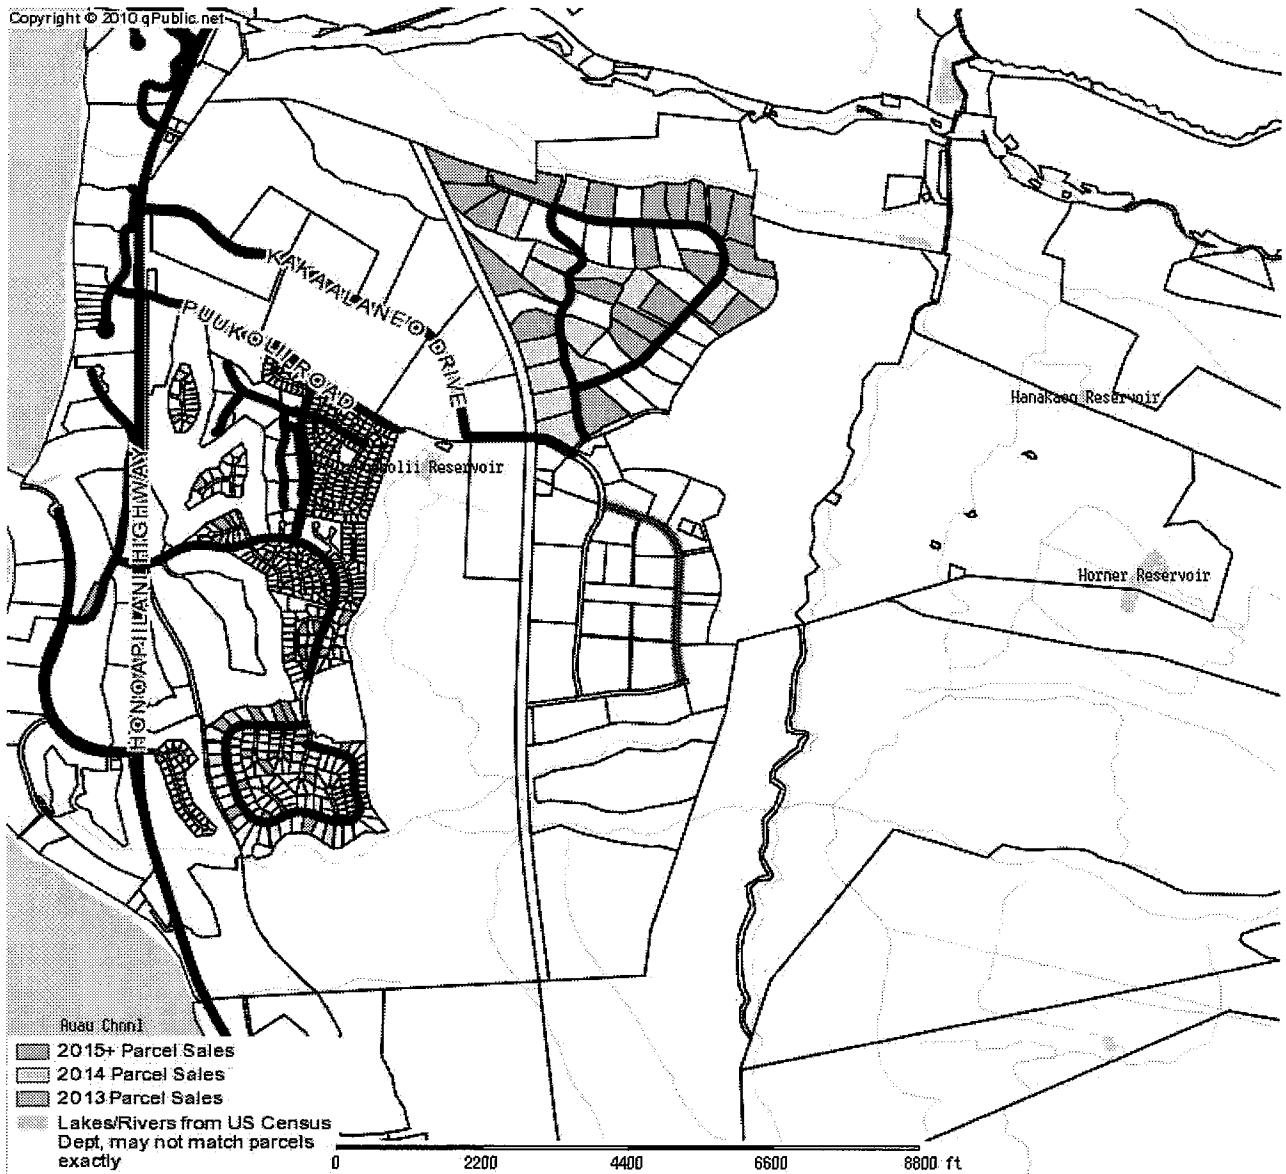 Copyright © 2010 qPublic.net
KAKAALANEO DRIVE
PUUKOLII ROAD
Hanakaoo Reservoir
Reservoir
HONOAPIILANI HIGHWAY
Horner Reservoir
Auau Chnnl
2015+ Parcel Sales
2014 Parcel Sales
2013 Parcel Sales
Lakes/Rivers from US Census
Dept, may not match parcels
exactly
0 2200 4400 6600 8800 ft